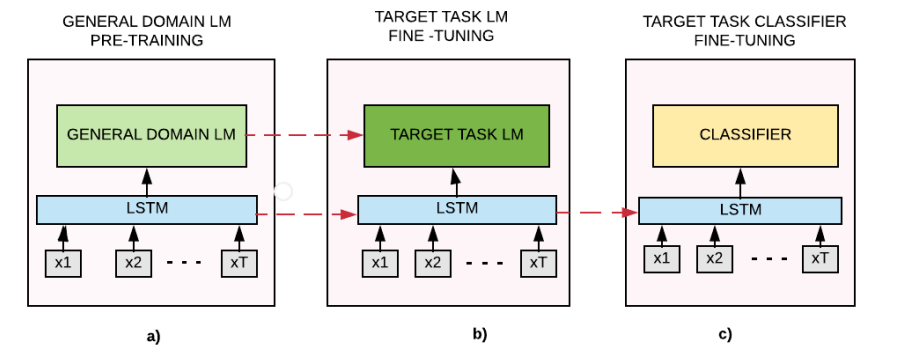 GENERAL DOMAIN LM
PRE-TRAINING
GENERAL DOMAIN LM
LSTM
x1 x2 - - - xT
a)
TARGET TASK LM
FINE -TUNING
TARGET TASK LM
LSTM
x1 x2 - - - - xT
b)
TARGET TASK CLASSIFIER
FINE-TUNING
CLASSIFIER
LSTM
x1 x2 - - - - xT
c)